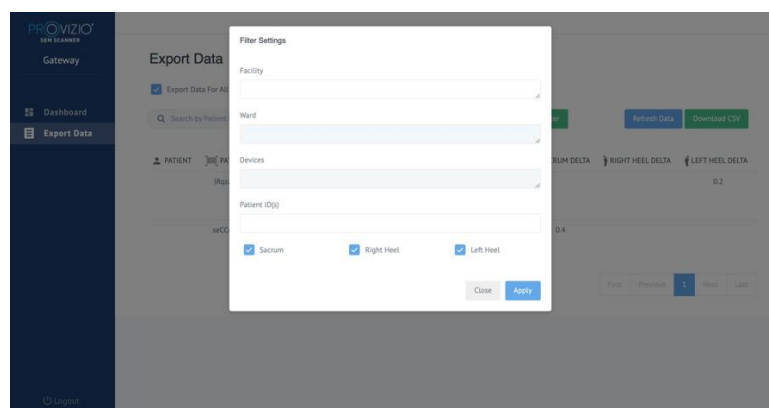 PROVIZIO
SEM SCANNER
Gateway
Dashboard
Export Data
Logout
Export Data
Export Data For All
Search by Patient
Refresh Data
Download CSV
PATIENT
DELTA
RIGHT HEEL DELTA
LEFT HEEL DELTA
0.2
0.4
First Previous 1 Next Last
Filter Settings
Facility
Ward
Devices
Patient ID(s)
Sacrum
Right Heel
Left Heel
Close
Apply